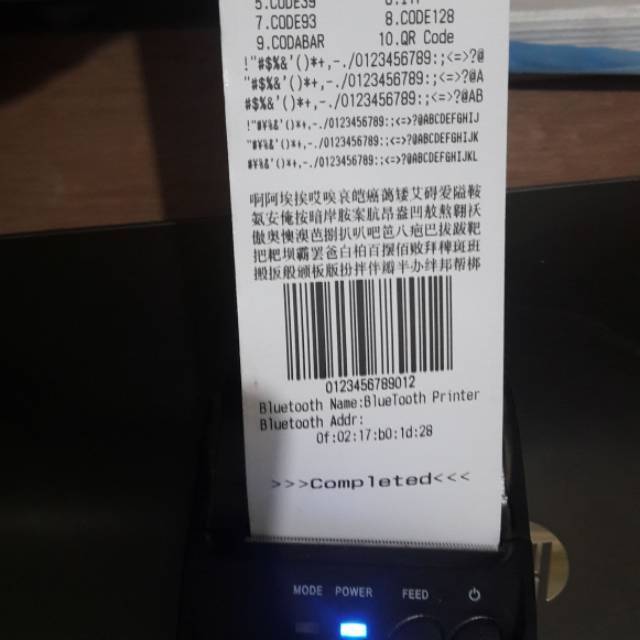 5.CODE39
7.CODE93 8.CODE128
9.CODABAR 10.QR Code
!"#$%&'()*+,-./0123456789:;<=>?@
"#$%&'()*+,-./0123456789:;<=>?@A
#$%&'()*+,-./0123456789:;<=>?@AB
!"#¥%&'()*+,-./0123456789:;<=>?@ABCDEFGHIJ
"#¥%&'()*+,-./0123456789:;<=>?@ABCDEFGHIJK
#¥%&'()*+,-./0123456789:;<=>?@ABCDEFGHIJKL
啊阿埃挨哎唉哀皑癌蔼矮艾碍爱隘鞍
氨安俺按暗岸胺案肮昂盎凹敖熬翱袄
傲奥懊澳芭捌扒叭吧笆八疤巴拔跋靶
把耙坝霸罢爸白柏百摆佰败拜稗斑班
搬扳般颁板版扮拌伴瓣半办绊邦帮梆
0123456789012
Bluetooth Name:BlueTooth Printer
Bluetooth Addr:
0f:02:17:b0:1d:28
>>>Completed<<<
MODE POWER FEED